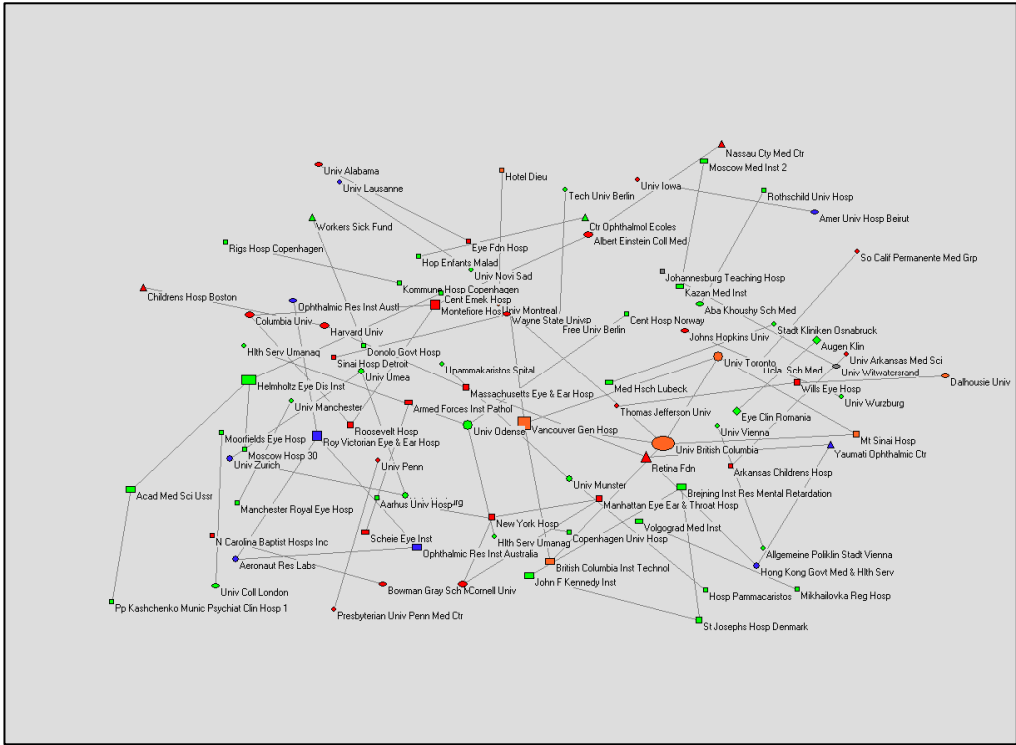 Nassau Cty Med Ctr
Moscow Med Inst 2
Univ Alabama
Hotel Dieu
Univ Lausanne
Univ Iowa
Tech Univ Berlin
Rothschild Univ Hosp
Amer Univ Hosp Beirut
Workers Sick Fund
Ctr Ophthalmol Ecoles
Albert Einstein Coll Med
Rigs Hosp Copenhagen
Eye Fdn Hosp
So Calif Permanente Med Grp
Hop Enfants Malad
Univ Novi Sad
Johannesburg Teaching Hosp
Kommune Hosp Copenhagen
Kazan Med Inst
Childrens Hosp Boston
Cent Emek Hosp
Ophthalmic Res Inst Austl
Montefiore Hos
Univ Montreal
Aba Khoushy Sch Med
Columbia Univ
Wayne State Univ
Cent Hosp Norway
Harvard Univ
Free Univ Berlin
Stadt Kliniken Osnabruck
Johns Hopkins Univ
Augen Klin
Hlth Serv Umanaq
Donolo Govt Hosp
Sinai Hosp Detroit
Univ Arkansas Med Sci
Upammakaristos Spital
Univ Toronto
Ucla Sch Med
Univ Witwatersrand
Univ Umea
Helmholtz Eye Dis Inst
Med Hsch Lubeck
Dalhousie Univ
Massachusetts Eye & Ear Hosp
Wills Eye Hosp
Univ Wurzburg
Univ Manchester
Armed Forces Inst Pathol
Thomas Jefferson Univ
Eye Clin Romania
Roosevelt Hosp
Univ Odense
Vancouver Gen Hosp
Univ Vienna
Moorfields Eye Hosp
Roy Victorian Eye & Ear Hosp
Mt Sinai Hosp
Univ British Columbia
Moscow Hosp 30
Yaumati Ophthalmic Ctr
Univ Zurich
Univ Penn
Retina Fdn
Arkansas Childrens Hosp
Univ Munster
Brejning Inst Res Mental Retardation
Acad Med Sci Ussr
Manchester Royal Eye Hosp
Aarhus Univ Hosp
urg
Manhattan Eye Ear & Throat Hosp
New York Hosp
Volgograd Med Inst
N Carolina Baptist Hosps Inc
Scheie Eye Inst
Hlth Serv Umanag
Copenhagen Univ Hosp
Ophthalmic Res Inst Australia
Allgemeine Poliklin Stadt Vienna
Aeronaut Res Labs
British Columbia Inst Technol
Hong Kong Govt Med & Hlth Serv
John F Kennedy Inst
Univ Coll London
Bowman Gray Sch M
Cornell Univ
Hosp Pammacaristos
Mikhailovka Reg Hosp
Pp Kashchenko Munic Psychiat Clin Hosp 1
Presbyterian Univ Penn Med Ctr
St Josephs Hosp Denmark